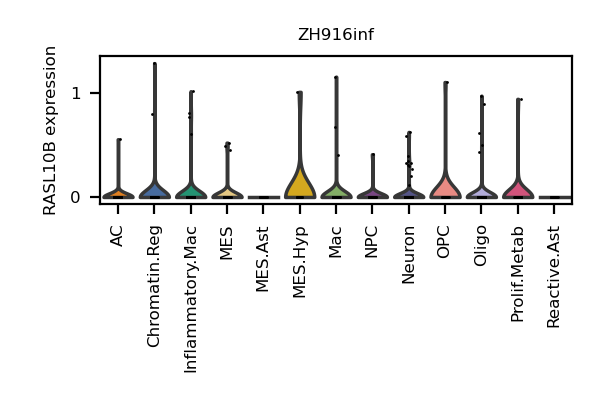 ZH916inf
RASL10B expression
1
0
AC
Chromatin.Reg
Inflammatory.Mac
MES
MES.Ast
MES.Hyp
Mac
NPC
Neuron
OPC
Oligo
Prolif.Metab
Reactive.Ast